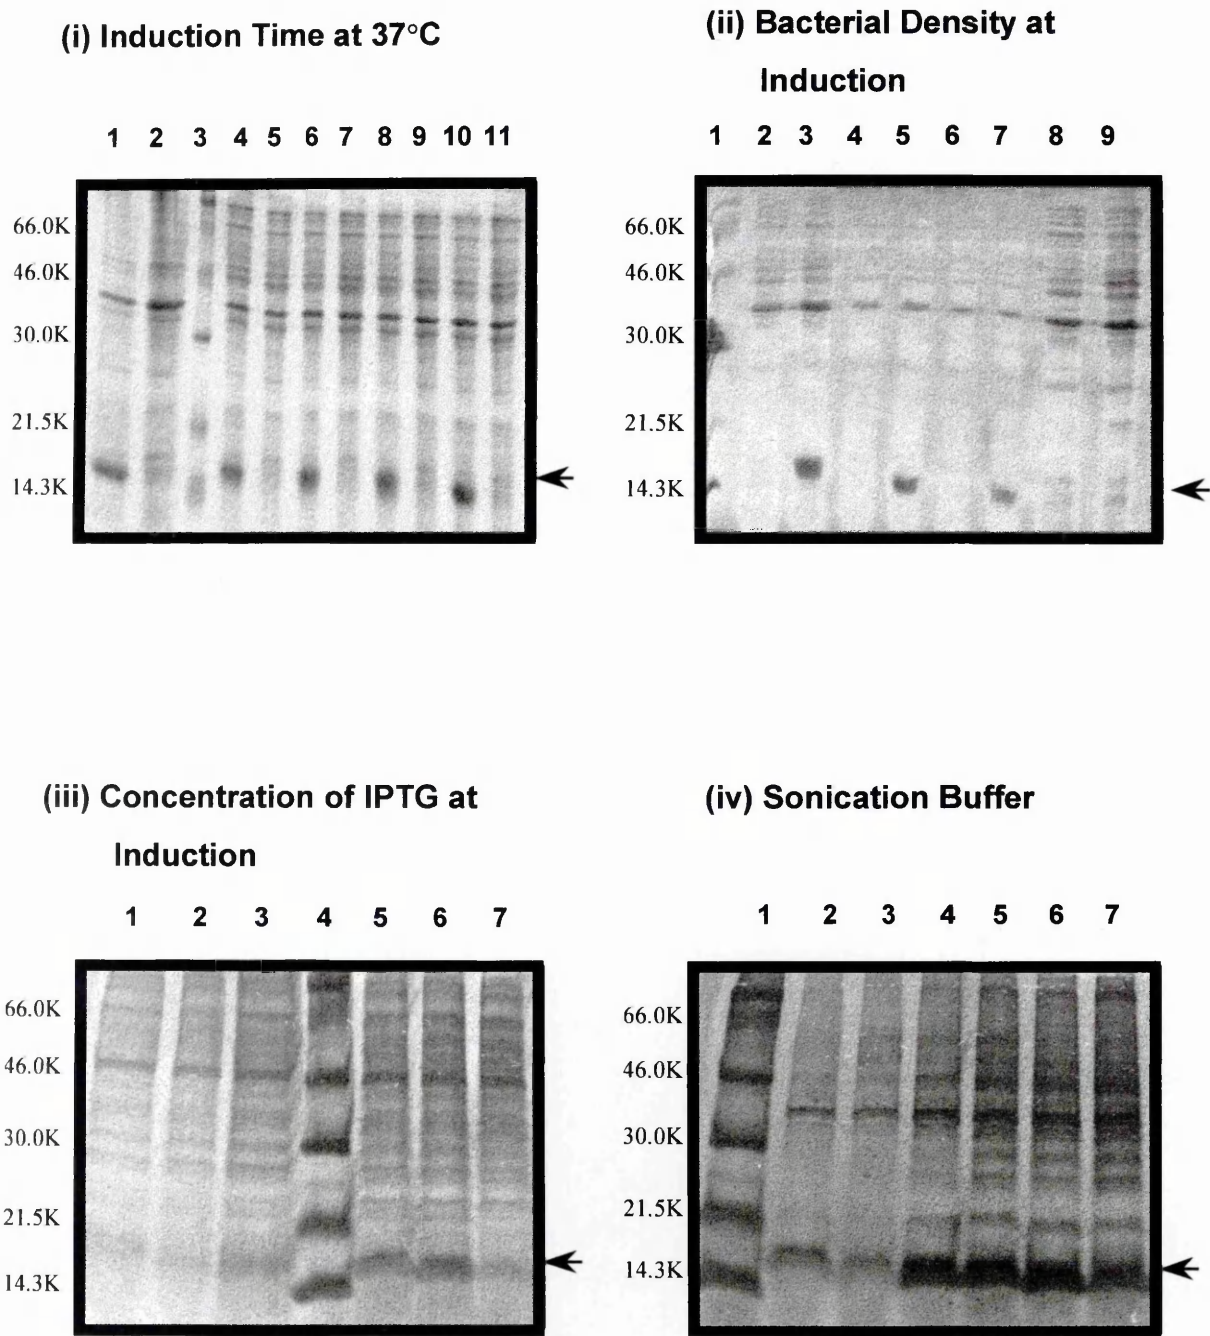 (i) Induction Time at 37°C
1 2 3 4 5 6 7 8 9 10 11
66.0K
46.0K
30.0K
21.5K
14.3K
(ii) Bacterial Density at
Induction
1 2 3 4 5 6 7 8 9
66.0K
46.0K
30.0K
21.5K
14.3K
(iii) Concentration of IPTG at
Induction
1 2 3 4 5 6 7
66.0K
46.0K
30.0K
21.5K
14.3K
(iv) Sonication Buffer
1 2 3 4 5 6 7
66.0K
46.0K
30.0K
21.5K
14.3K